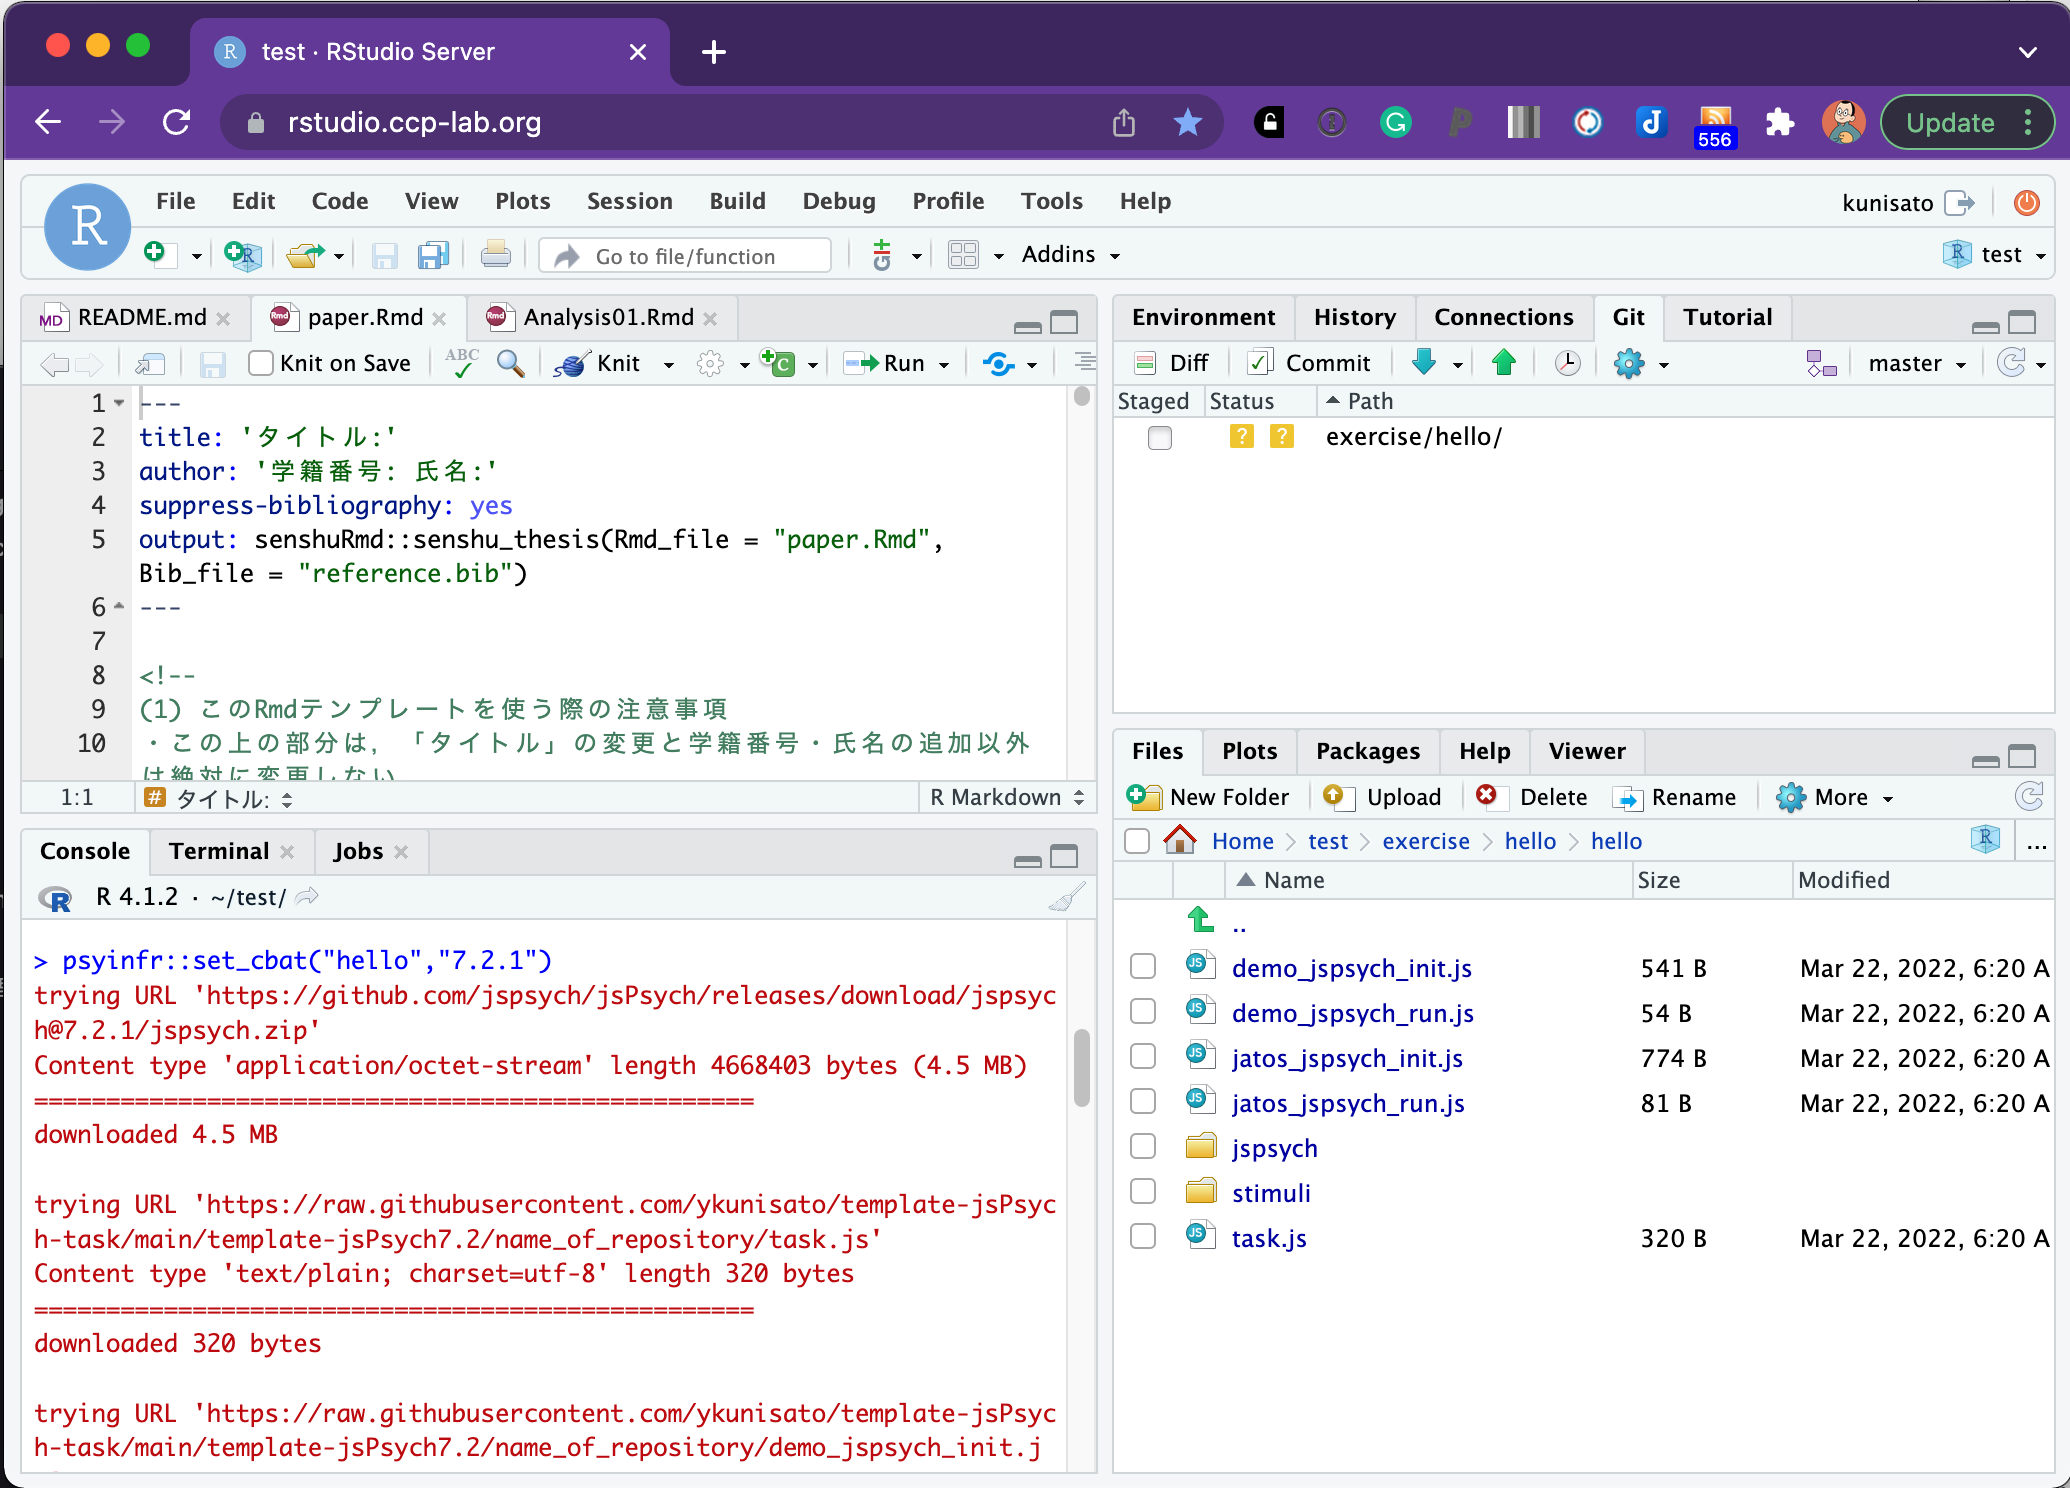 test · RStudio Server
rstudio.ccp-lab.org
556
Update
R
File Edit Code View Plots Session Build Debug Profile Tools Help
kunisato
Go to file/function
Addins
test
README.md
paper.Rmd
Analysis01.Rmd
Knit on Save
ABC
Knit
Run
1 ---
2 title: 'タイトル:'
3 author: '学籍番号: 氏名:'
4 suppress-bibliography: yes
5 output: senshuRmd::senshu_thesis(Rmd_file = "paper.Rmd",
Bib_file = "reference.bib")
6 ---
7
8 <!--
9 (1) このRmdテンプレートを使う際の注意事項
10 ・この上の部分は，「タイトル」の変更と学籍番号・氏名の追加以外
は絶対に変更しない
1:1
# タイトル:
R Markdown
Console Terminal Jobs
R 4.1.2 · ~/test/
> psyinfr::set_cbat("hello","7.2.1")
trying URL 'https://github.com/jspsych/jsPsych/releases/download/jspsyc
h@7.2.1/jspsych.zip'
Content type 'application/octet-stream' length 4668403 bytes (4.5 MB)
==================================================
downloaded 4.5 MB
trying URL 'https://raw.githubusercontent.com/ykunisato/template-jsPsyc
h-task/main/template-jsPsych7.2/name_of_repository/task.js'
Content type 'text/plain; charset=utf-8' length 320 bytes
==================================================
downloaded 320 bytes
trying URL 'https://raw.githubusercontent.com/ykunisato/template-jsPsyc
h-task/main/template-jsPsych7.2/name_of_repository/demo_jspsych_init.j
Environment History Connections Git Tutorial
Diff Commit master
Staged Status Path
? ? exercise/hello/
Files Plots Packages Help Viewer
New Folder Upload Delete Rename More
Home test exercise hello hello ...
Name Size Modified
..
demo_jspsych_init.js 541 B Mar 22, 2022, 6:20 A
demo_jspsych_run.js 54 B Mar 22, 2022, 6:20 A
jatos_jspsych_init.js 774 B Mar 22, 2022, 6:20 A
jatos_jspsych_run.js 81 B Mar 22, 2022, 6:20 A
jspsych
stimuli
task.js 320 B Mar 22, 2022, 6:20 A